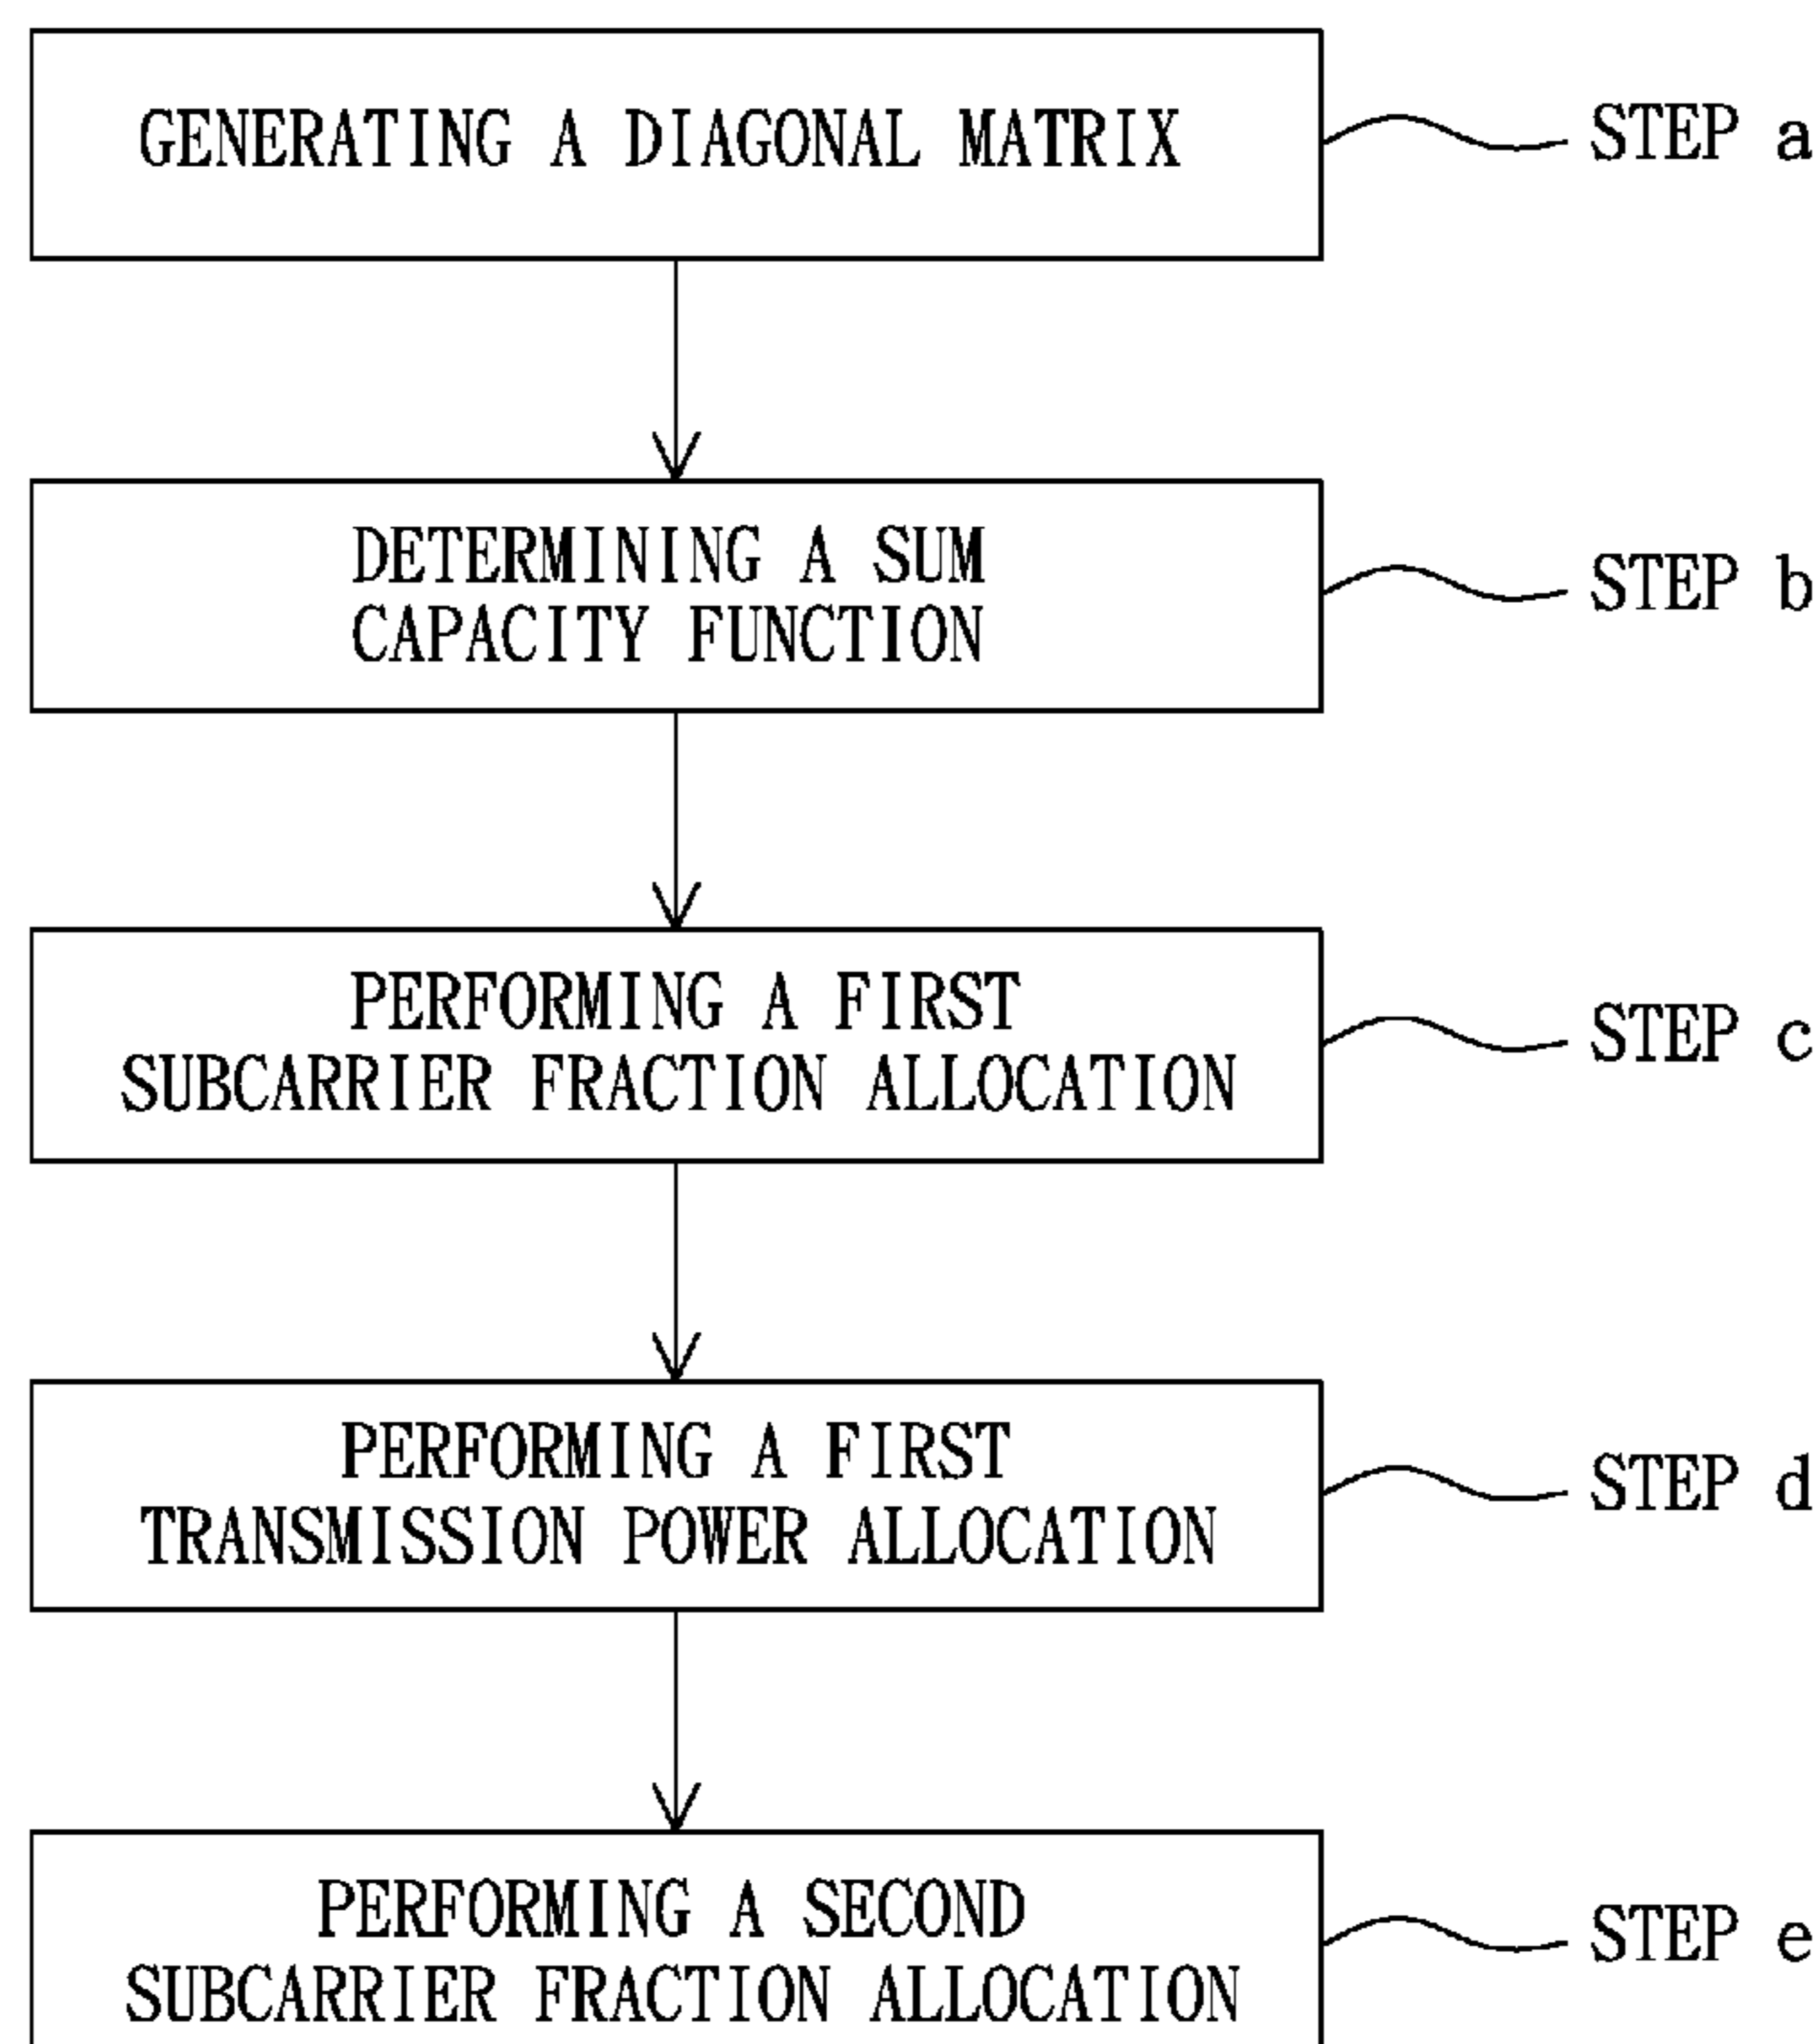 GENERATING A DIAGONAL MATRIX
STEP a
DETERMINING A SUM
CAPACITY FUNCTION
STEP b
PERFORMING A FIRST
SUBCARRIER FRACTION ALLOCATION
STEP c
PERFORMING A FIRST
TRANSMISSION POWER ALLOCATION
STEP d
PERFORMING A SECOND
SUBCARRIER FRACTION ALLOCATION
STEP e